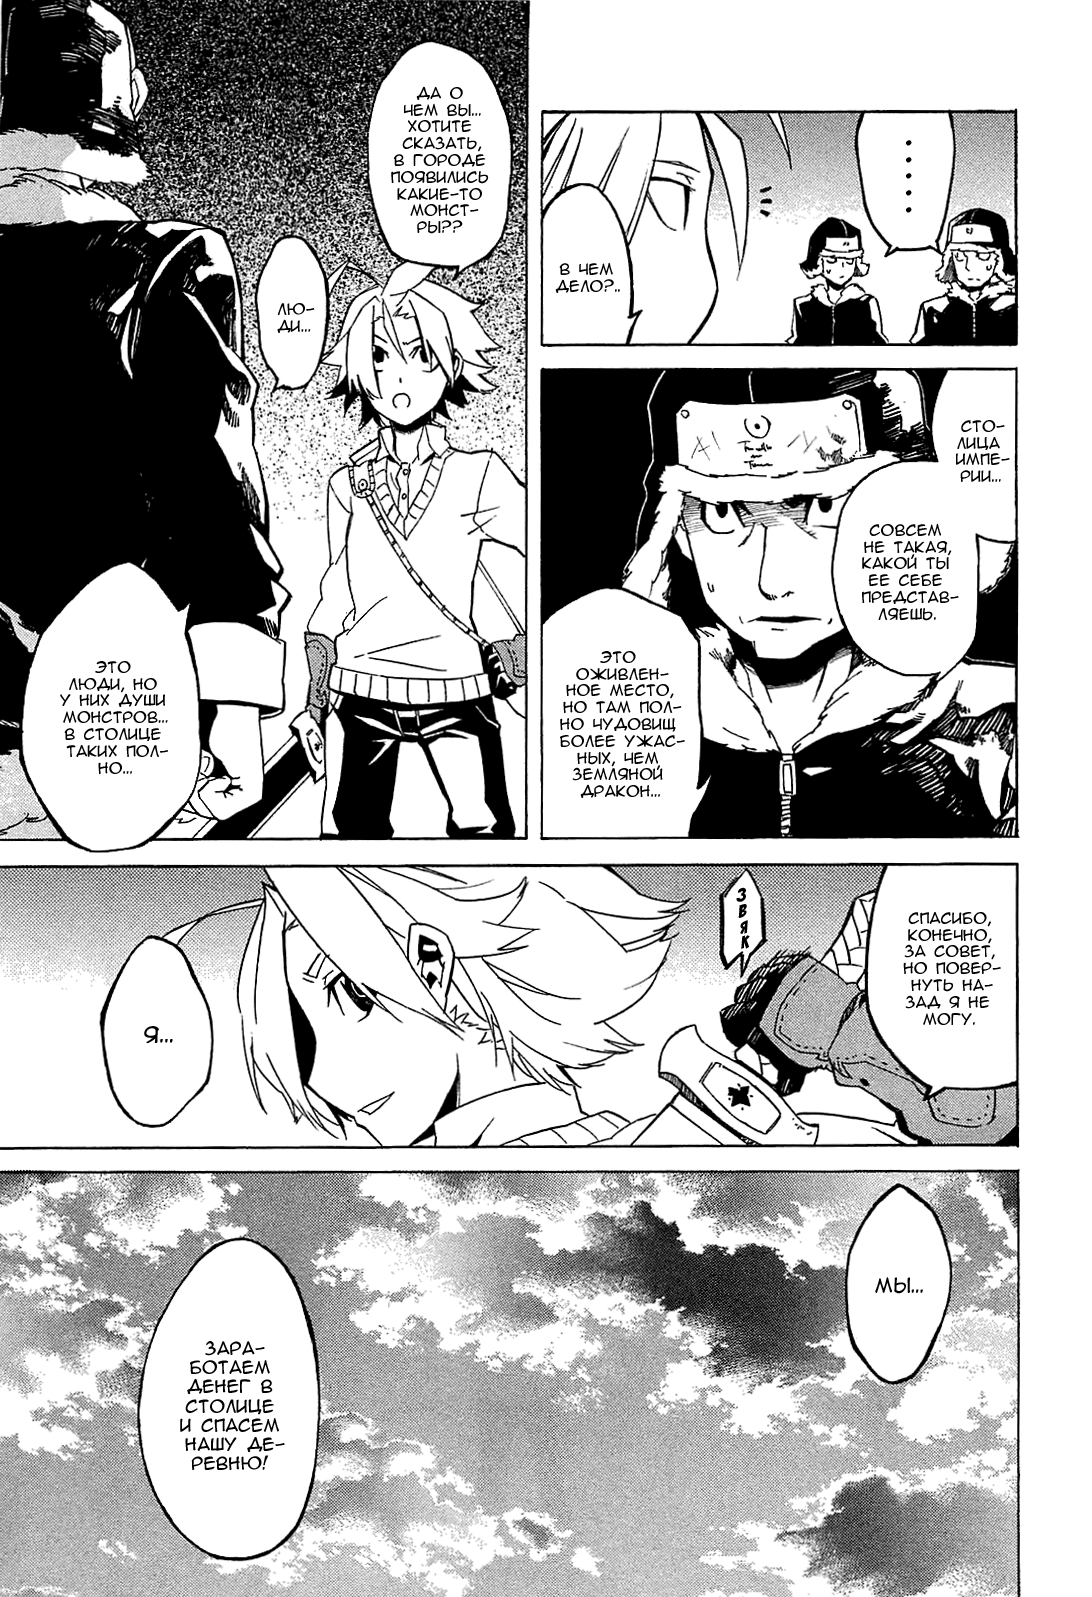 . . . . .
В ЧЕМ
ДЕЛО?..
СТО-
ЛИЦА
ИМПЕ-
РИИ...
СОВСЕМ
НЕ ТАКАЯ,
КАКОЙ ТЫ
ЕЕ СЕБЕ
ПРЕДСТАВ-
ЛЯЕШЬ.
ЭТО
ОЖИВЛЕН-
НОЕ МЕСТО,
НО ТАМ ПОЛ-
НО ЧУДОВИЩ
БОЛЕЕ УЖАС-
НЫХ, ЧЕМ
ЗЕМЛЯНОЙ
ДРАКОН...
ДА О
ЧЕМ ВЫ...
ХОТИТЕ
СКАЗАТЬ,
В ГОРОДЕ
ПОЯВИЛИСЬ
КАКИЕ-ТО
МОНСТ-
РЫ??
ЛЮ-
ДИ...
ЭТО
ЛЮДИ, НО
У НИХ ДУШИ
МОНСТРОВ...
В СТОЛИЦЕ
ТАКИХ ПОЛ-
НО...
СПАСИБО,
КОНЕЧНО,
ЗА СОВЕТ,
НО ПОВЕР-
НУТЬ НА-
ЗАД Я НЕ
МОГУ.
ЗВЯК
Я...
МЫ...
ЗАРА-
БОТАЕМ
ДЕНЕГ В
СТОЛИЦЕ
И СПАСЕМ
НАШУ ДЕ-
РЕВНЮ!